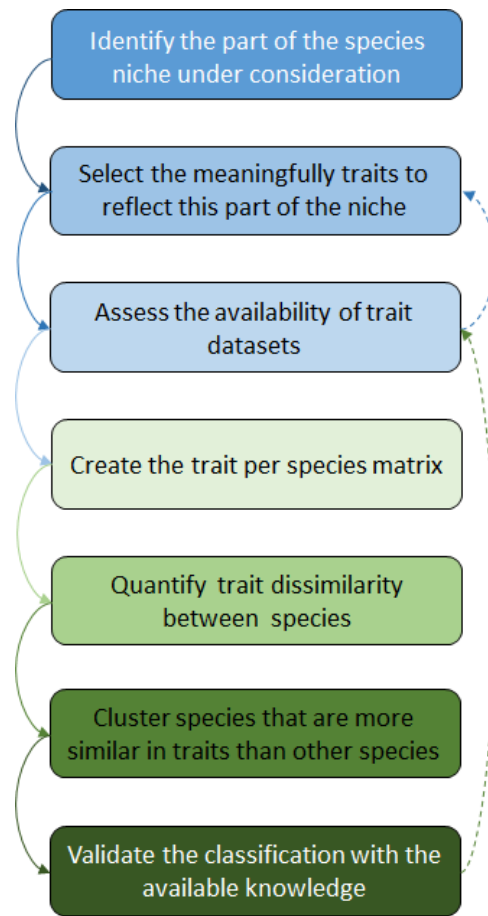 Identify the part of the species
niche under consideration
Select the meaningfully traits to
reflect this part of the niche
Assess the availability of trait
datasets
Create the trait per species matrix
Quantify trait dissimilarity
between species
Cluster species that are more
similar in traits than other species
Validate the classification with the
available knowledge